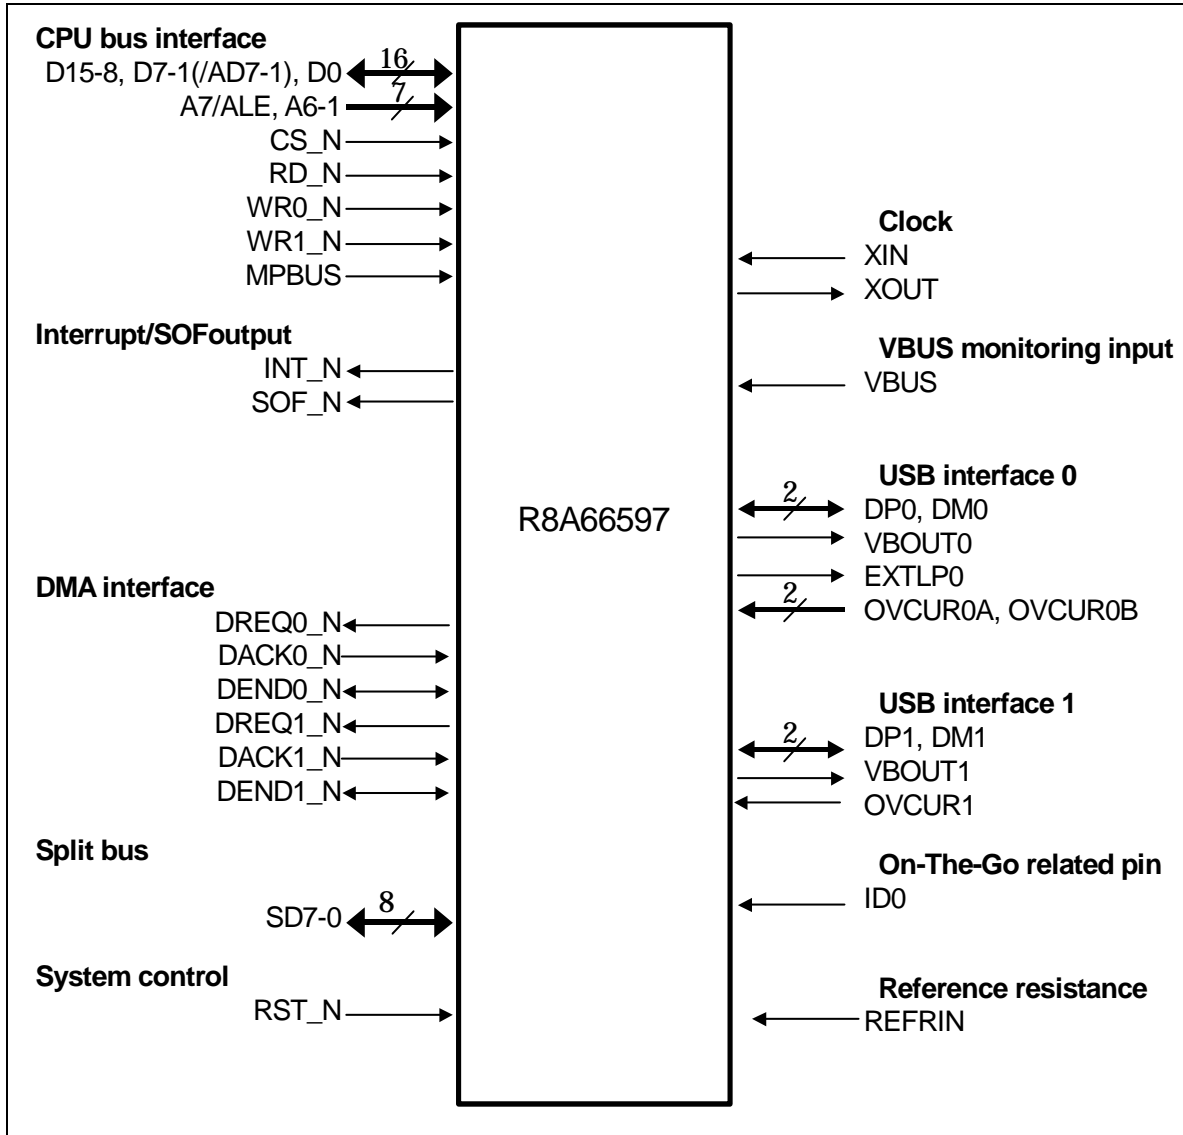 CPU bus interface
D15-8, D7-1(/AD7-1), D0
16
A7/ALE, A6-1
7
CS_N
RD_N
WR0_N
WR1_N
MPBUS
Interrupt/SOFoutput
INT_N
SOF_N
DMA interface
DREQ0_N
DACK0_N
DEND0_N
DREQ1_N
DACK1_N
DEND1_N
Split bus
SD7-0
8
System control
RST_N
R8A66597
Clock
XIN
XOUT
VBUS monitoring input
VBUS
USB interface 0
2
DP0, DM0
VBOUT0
EXTLP0
2
OVCUR0A, OVCUR0B
USB interface 1
2
DP1, DM1
VBOUT1
OVCUR1
On-The-Go related pin
ID0
Reference resistance
REFRIN